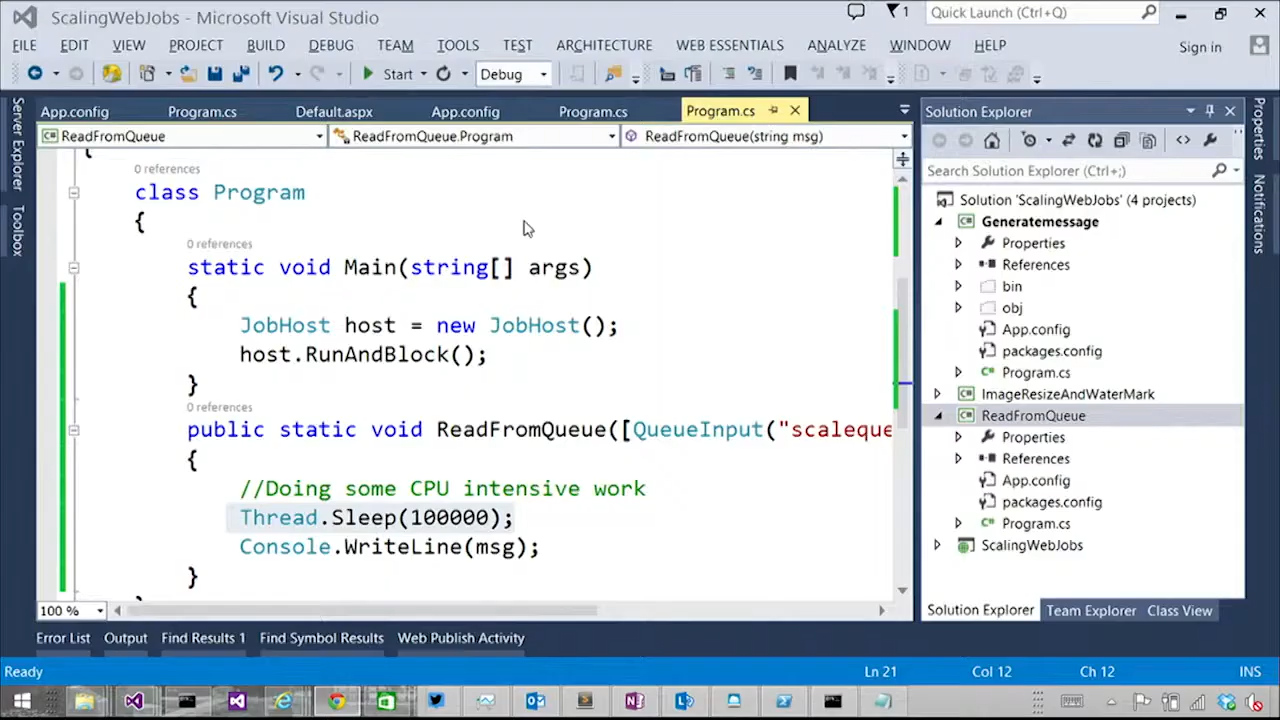 ScalingWebJobs - Microsoft Visual Studio
1
Quick Launch (Ctrl+Q)
FILE EDIT VIEW PROJECT BUILD DEBUG TEAM TOOLS TEST ARCHITECTURE WEB ESSENTIALS ANALYZE WINDOW HELP
Sign in
Start Debug
Server Explorer
Toolbox
App.config Program.cs Default.aspx App.config Program.cs Program.cs
ReadFromQueue ReadFromQueue.Program ReadFromQueue(string msg)
{
0 references
class Program
{
0 references
static void Main(string[] args)
{
JobHost host = new JobHost();
host.RunAndBlock();
}
0 references
public static void ReadFromQueue([QueueInput("scaleque
{
//Doing some CPU intensive work
Thread.Sleep(100000);
Console.WriteLine(msg);
}
100 %
Solution Explorer
Search Solution Explorer (Ctrl+;)
Solution 'ScalingWebJobs' (4 projects)
Generatemessage
Properties
References
bin
obj
App.config
packages.config
Program.cs
ImageResizeAndWaterMark
ReadFromQueue
Properties
References
App.config
packages.config
Program.cs
ScalingWebJobs
Solution Explorer Team Explorer Class View
Properties
Notifications
Error List Output Find Results 1 Find Symbol Results Web Publish Activity
Ready Ln 21 Col 12 Ch 12 INS